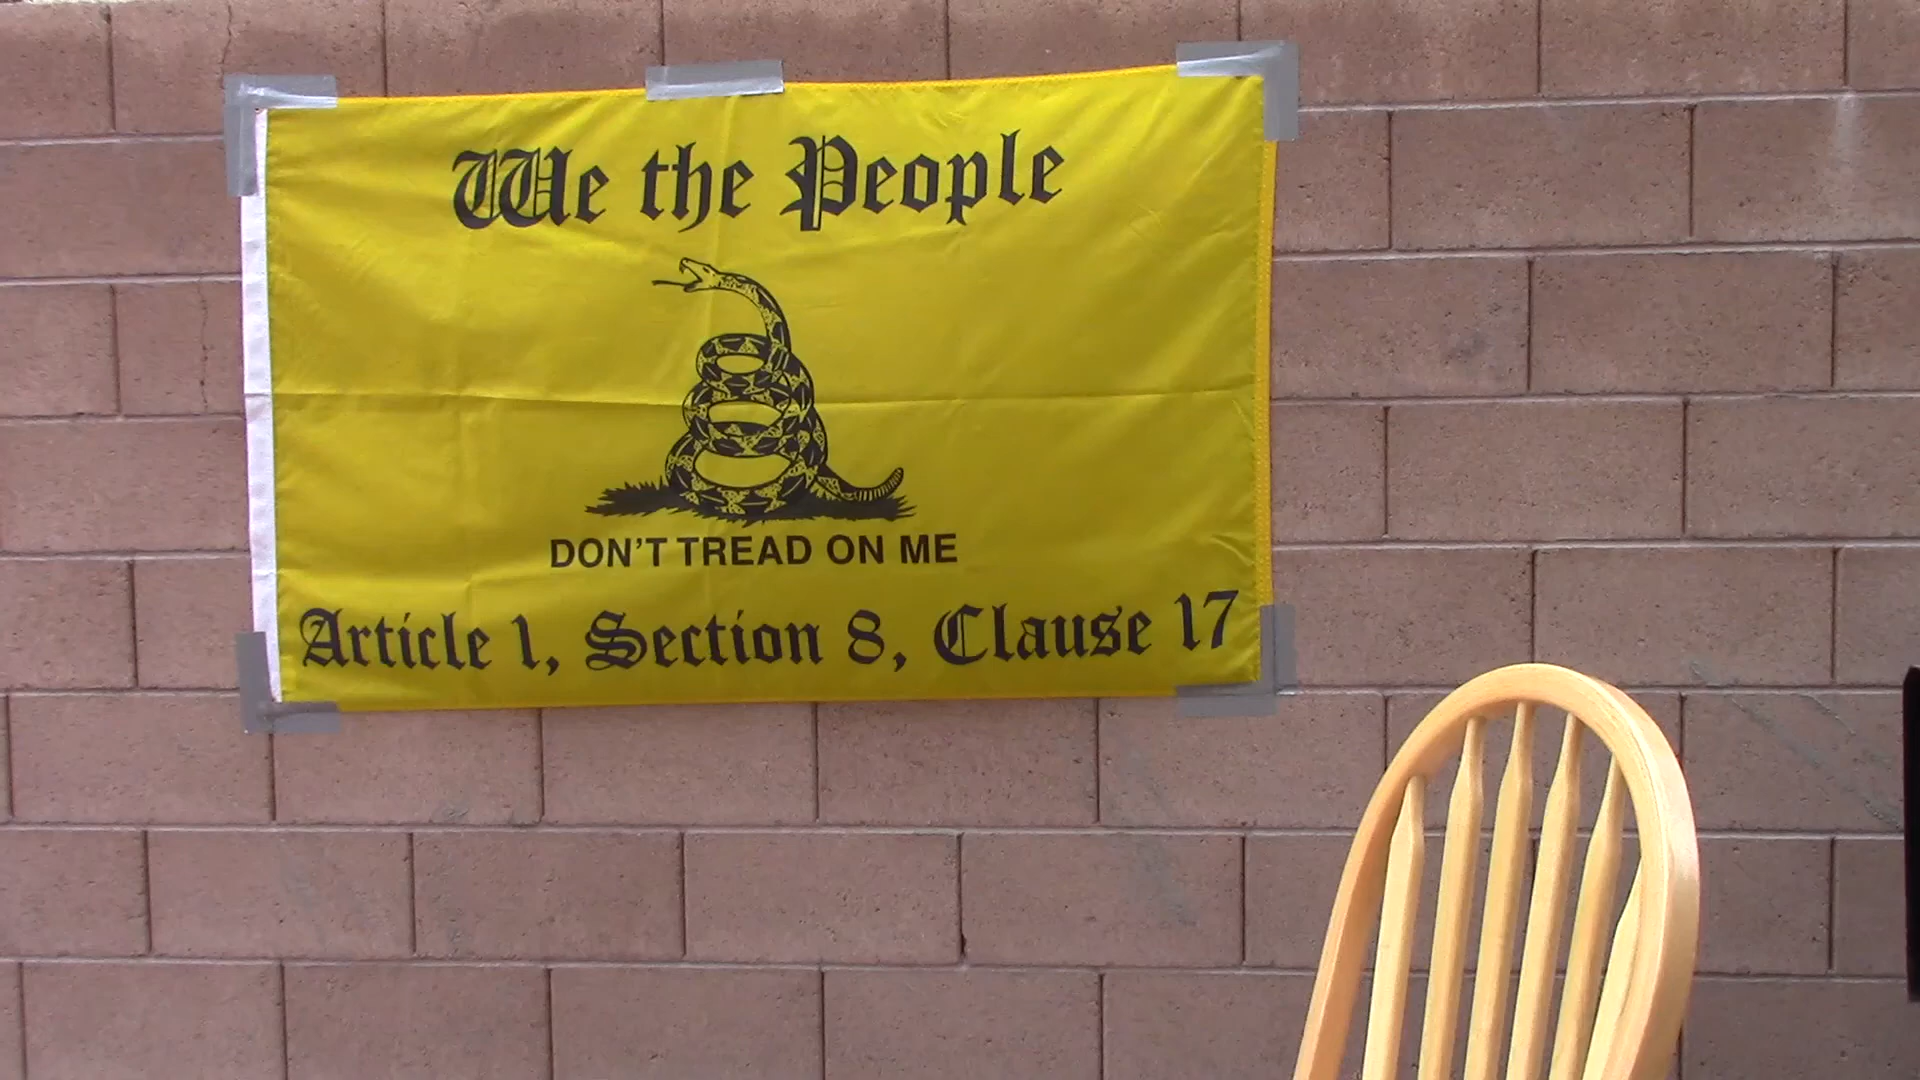 We the People
DON'T TREAD ON ME
Article 1, Section 8, Clause 17